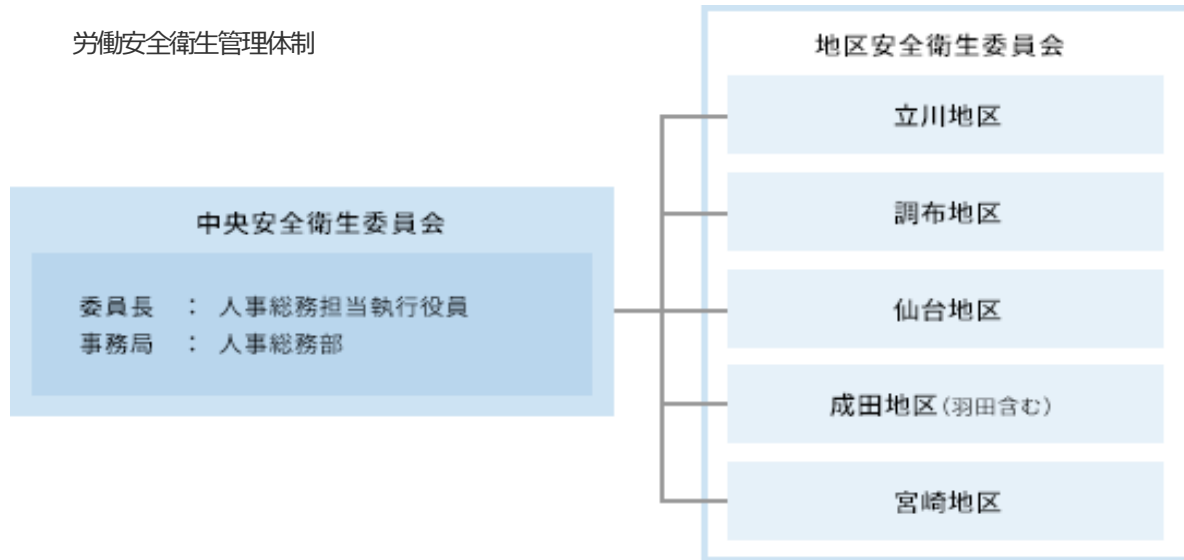 労働安全衛生管理体制
中央安全衛生委員会
委員長 : 人事総務担当執行役員
事務局 : 人事総務部
地区安全衛生委員会
立川地区
調布地区
仙台地区
成田地区(羽田含む)
宮崎地区